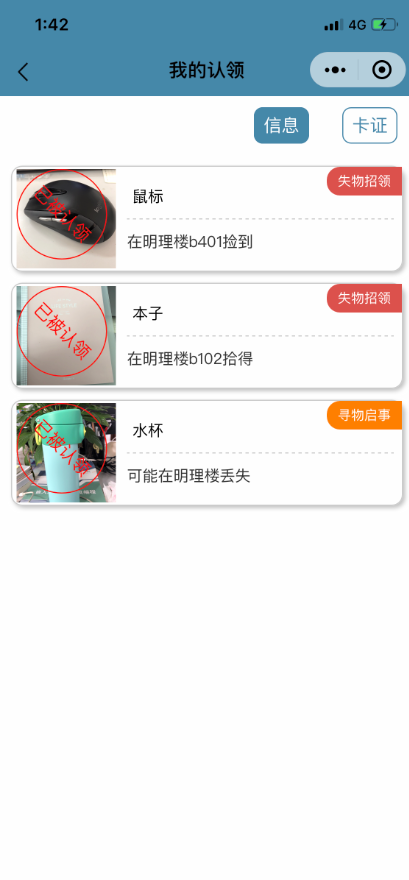 1:42
4G
我的认领
信息
卡证
失物招领
已被认领
鼠标
在明理楼b401捡到
失物招领
已被认领
本子
在明理楼b102拾得
寻物启事
已被认领
水杯
可能在明理楼丢失